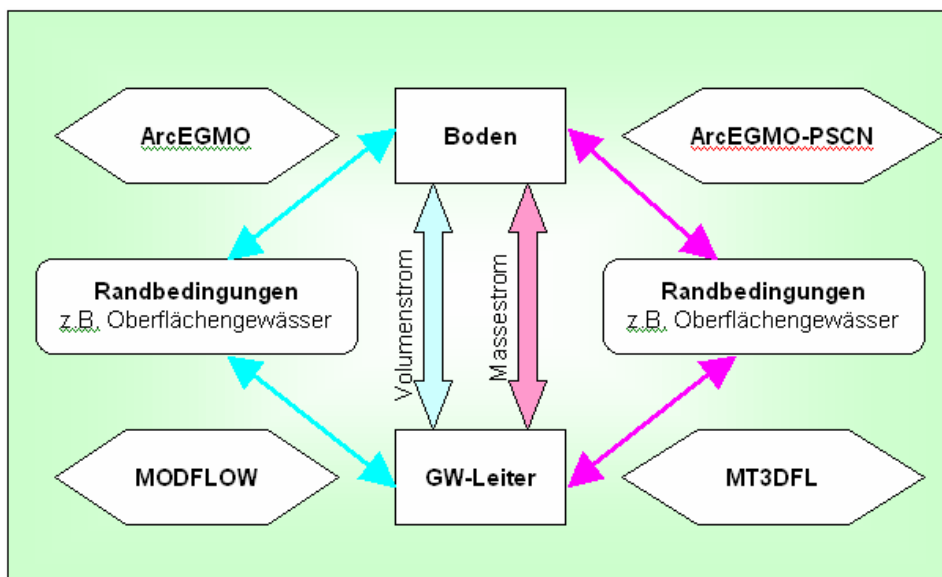 ArcEGMO
Boden
ArcEGMO-PSCN
Randbedingungen
z.B. Oberflächengewässer
Volumenstrom
Massestrom
Randbedingungen
z.B. Oberflächengewässer
MODFLOW
GW-Leiter
MT3DFL